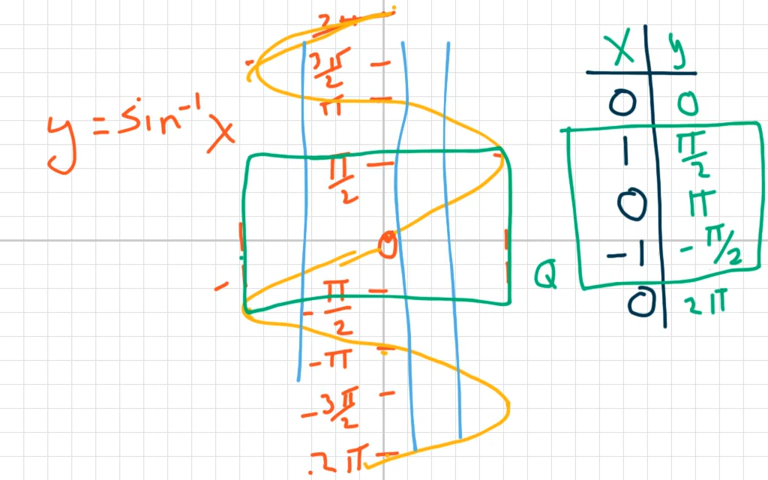 y = sin⁻¹ x
2π
3π/2
π
π/2
0
- π/2
-π
- 3π/2
.2π
x y
0 0
1 π/2
0 π
-1 - π/2
0 2π
Q